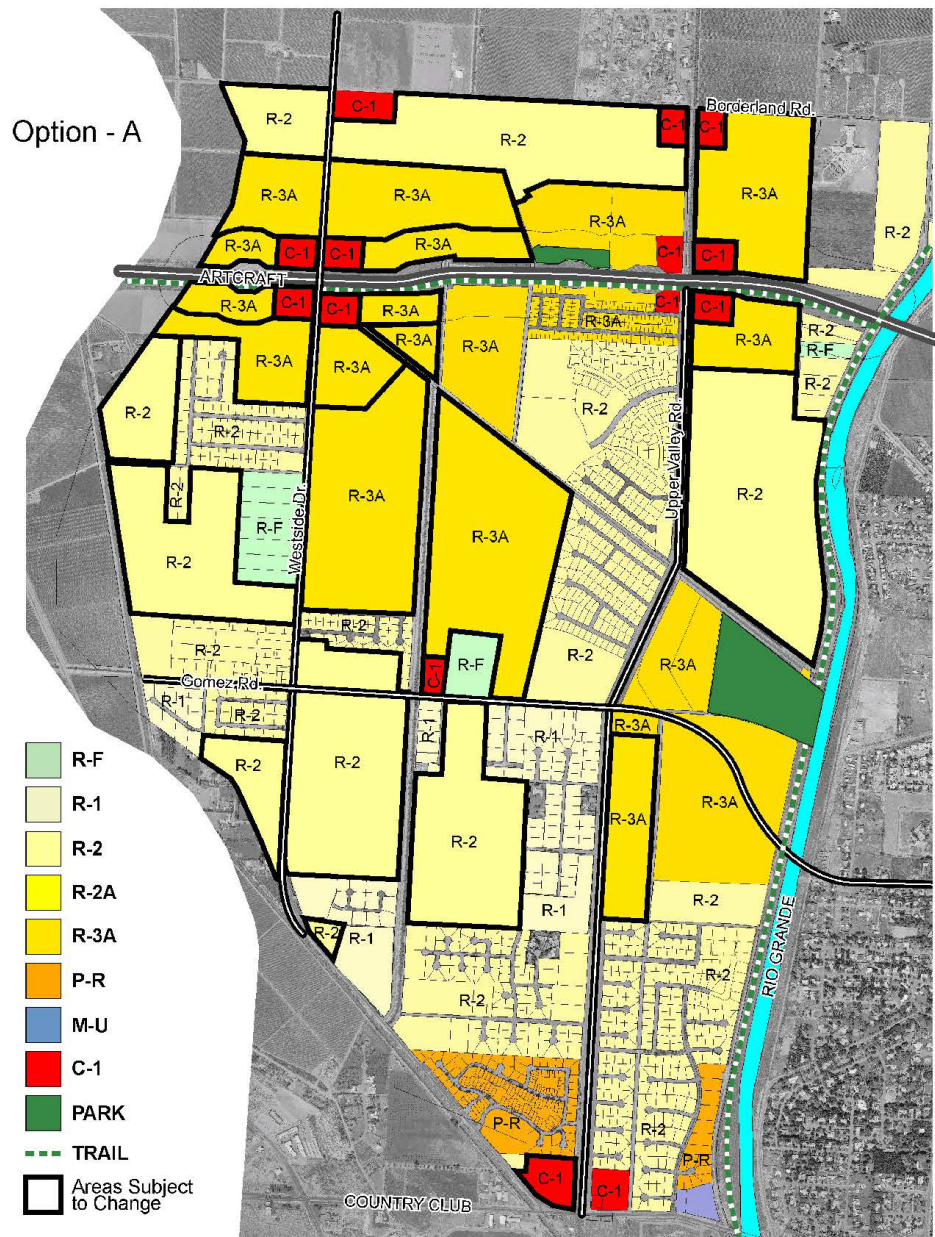 Option - A
Borderland Rd.
C-1
C-1
C-1
R-2
R-2
R-3A
R-3A
R-3A
R-3A
R-2
R-3A
C-1
C-1
R-3A
C-1
C-1
ARTCRAFT
R-3A
C-1
C-1
R-3A
C-1
C-1
R-3A
R-2
R-F
R-2
R-3A
R-3A
R-3A
R-3A
R-3A
R-2
R-2
R-2
Upper Valley Rd.
R-2
R-2
R-F
Westside Dr.
R-3A
R-3A
R-2
R-2
R-2
R-2
R-F
R-2
R-3A
C-1
Gomez Rd.
R-1
R-2
R-1
R-1
R-3A
R-2
R-2
R-2
R-3A
R-3A
R-2
R-1
R-2
R-2
R-1
R-2
R-2
RIO GRANDE
P-R
R-2
P-R
C-1
C-1
COUNTRY CLUB
R-F
R-1
R-2
R-2A
R-3A
P-R
M-U
C-1
PARK
TRAIL
Areas Subject
to Change